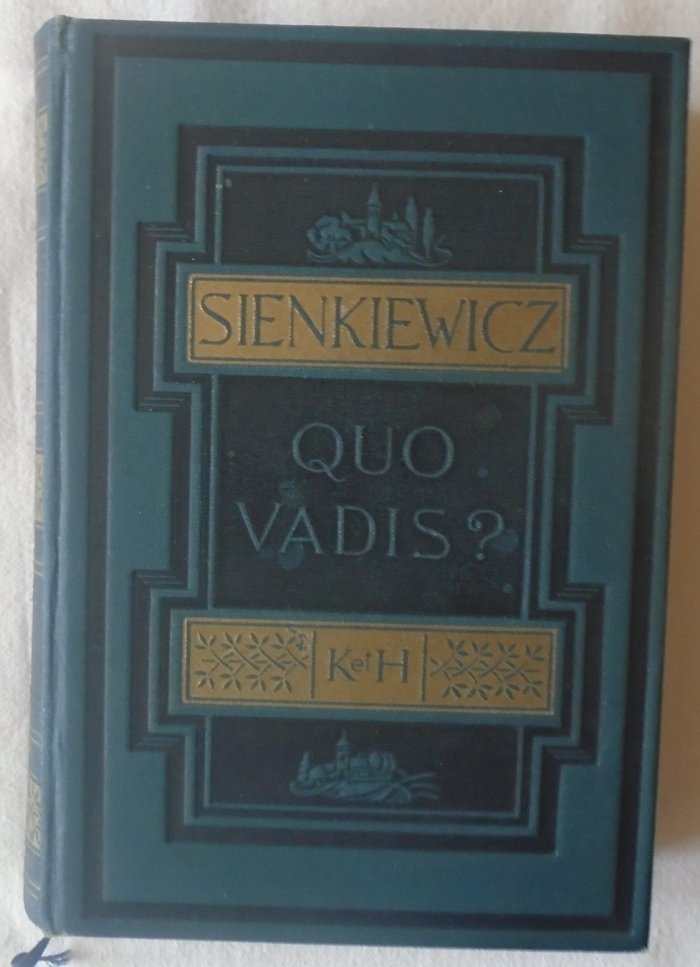 SIENKIEWICZ
QUO
VADIS?
K et H